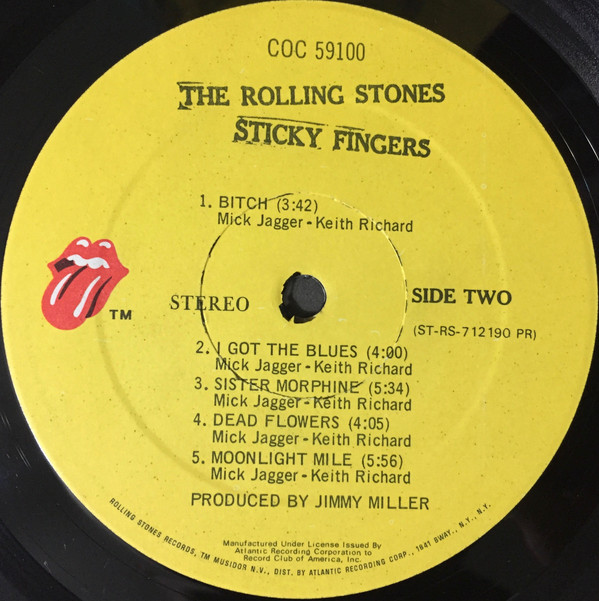 COC 59100
THE ROLLING STONES
STICKY FINGERS
1. BITCH (3:42)
Mick Jagger - Keith Richard
TM
STEREO
SIDE TWO
(ST-RS-712190 PR)
2. I GOT THE BLUES (4:00)
Mick Jagger - Keith Richard
3. SISTER MORPHINE (5:34)
Mick Jagger - Keith Richard
4. DEAD FLOWERS (4:05)
Mick Jagger - Keith Richard
5. MOONLIGHT MILE (5:56)
Mick Jagger - Keith Richard
PRODUCED BY JIMMY MILLER
Manufactured Under License Issued By
Atlantic Recording Corporation to
Record Club of America, Inc.
ROLLING STONES RECORDS, TM MUSIDOR N.V., DIST. BY ATLANTIC RECORDING CORP., 1841 BWAY., N.Y., N.Y.